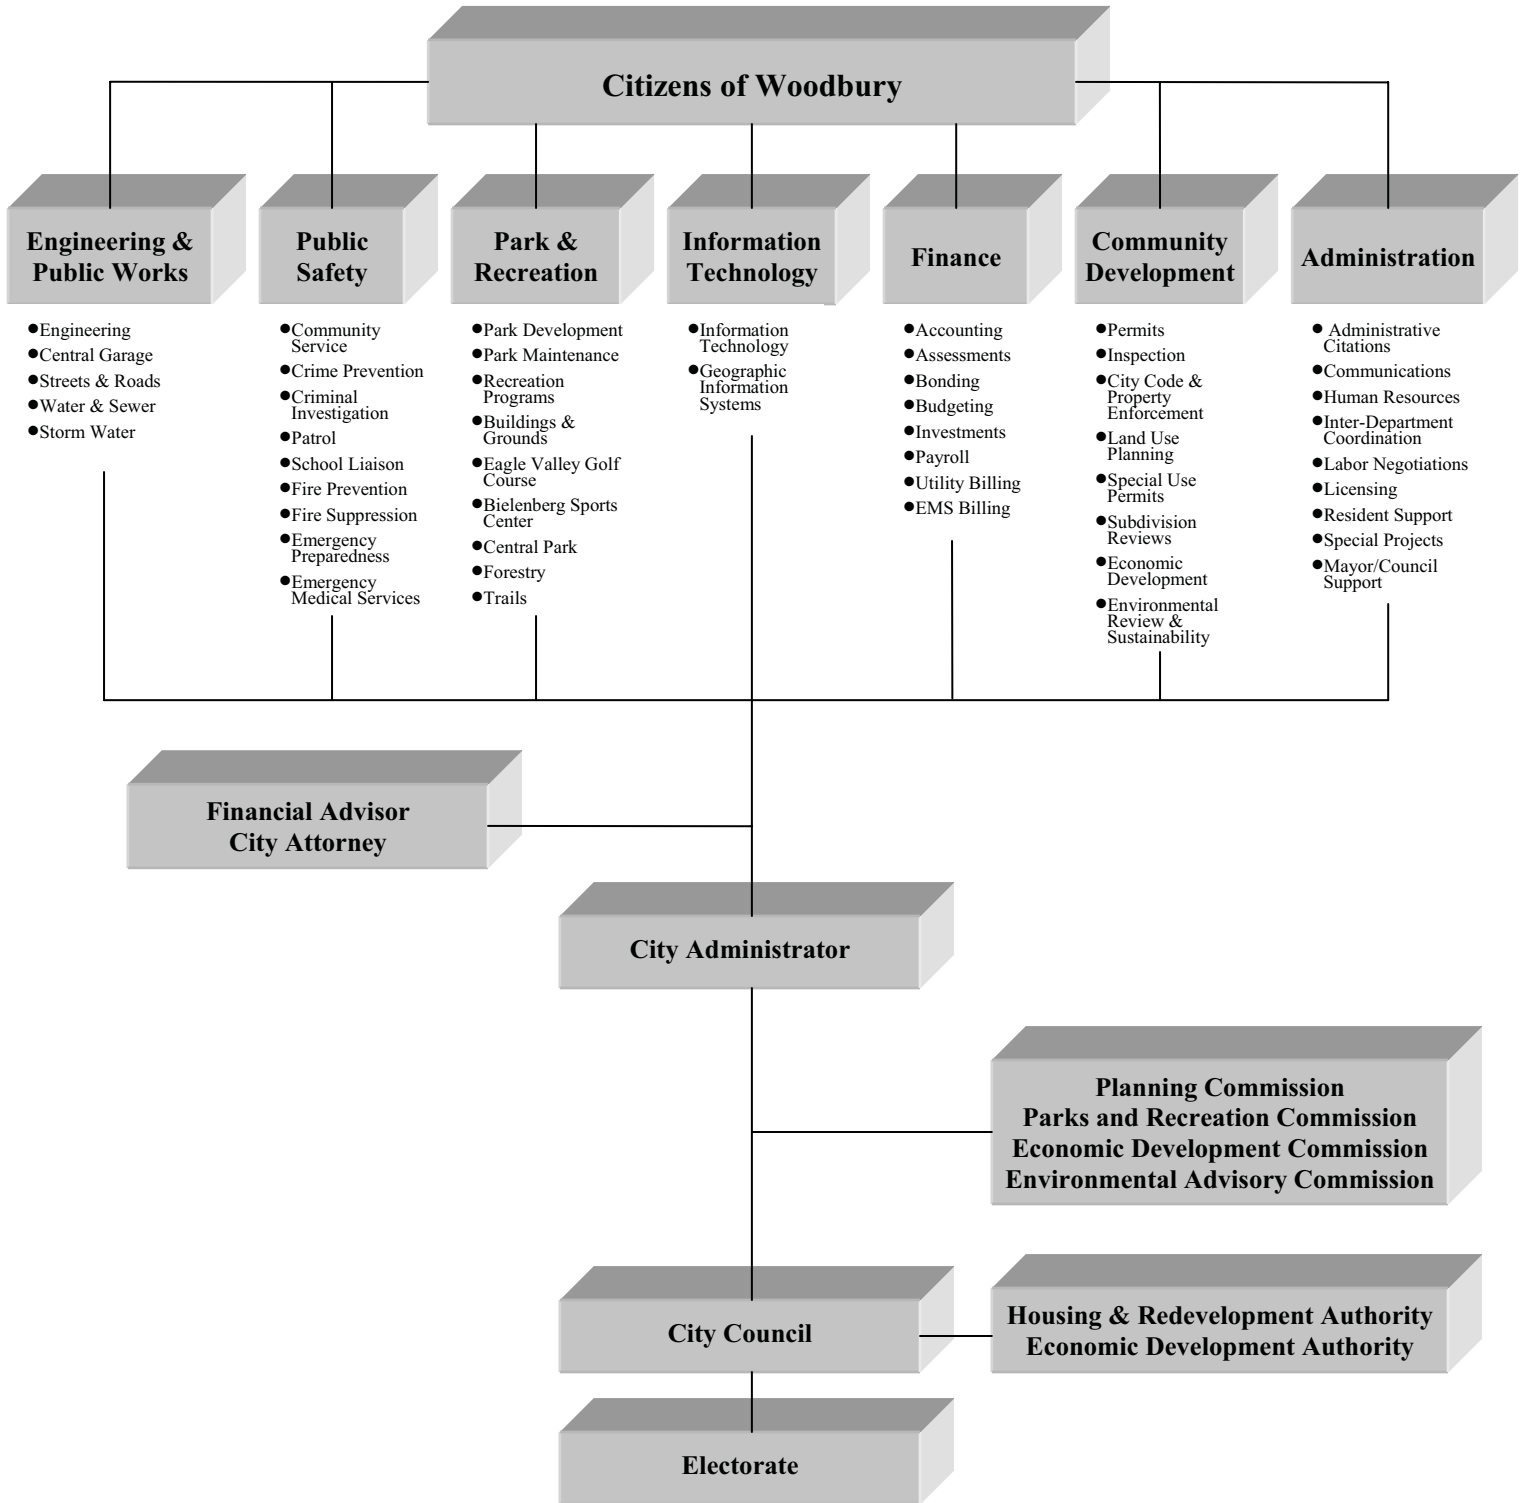 Citizens of Woodbury
Engineering &
Public Works
●Engineering
●Central Garage
●Streets & Roads
●Water & Sewer
●Storm Water
Public
Safety
●Community
Service
●Crime Prevention
●Criminal
Investigation
●Patrol
●School Liaison
●Fire Prevention
●Fire Suppression
●Emergency
Preparedness
●Emergency
Medical Services
Park &
Recreation
●Park Development
●Park Maintenance
●Recreation
Programs
●Buildings &
Grounds
●Eagle Valley Golf
Course
●Bielenberg Sports
Center
●Central Park
●Forestry
●Trails
Information
Technology
●Information
Technology
●Geographic
Information
Systems
Finance
●Accounting
●Assessments
●Bonding
●Budgeting
●Investments
●Payroll
●Utility Billing
●EMS Billing
Community
Development
●Permits
●Inspection
●City Code &
Property
Enforcement
●Land Use
Planning
●Special Use
Permits
●Subdivision
Reviews
●Economic
Development
●Environmental
Review &
Sustainability
Administration
● Administrative
Citations
●Communications
●Human Resources
●Inter-Department
Coordination
●Labor Negotiations
●Licensing
●Resident Support
●Special Projects
●Mayor/Council
Support
Financial Advisor
City Attorney
City Administrator
Planning Commission
Parks and Recreation Commission
Economic Development Commission
Environmental Advisory Commission
City Council
Housing & Redevelopment Authority
Economic Development Authority
Electorate